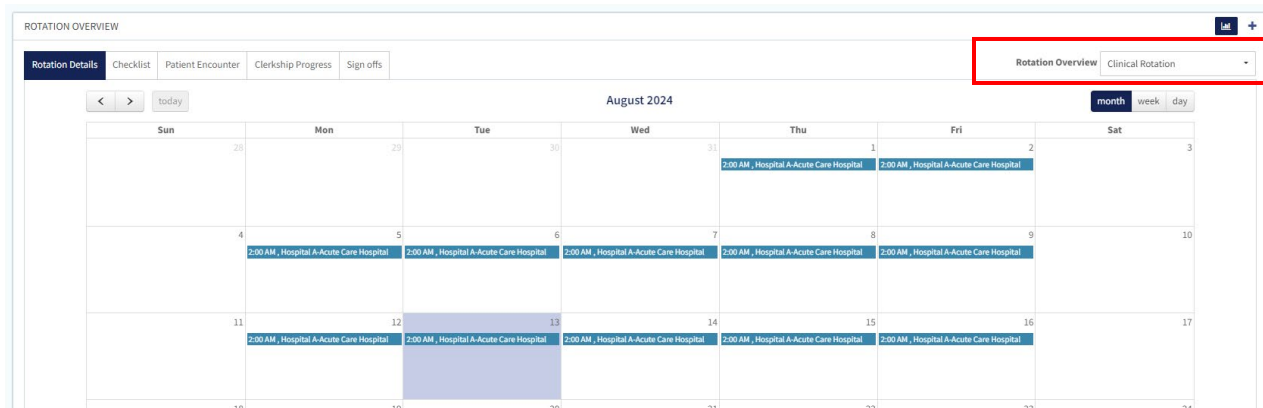 ROTATION OVERVIEW
Rotation Details Checklist Patient Encounter Clerkship Progress Sign offs Rotation Overview Clinical Rotation
today August 2024 month week day
Sun Mon Tue Wed Thu Fri Sat
28 29 30 31 1 2 3
2:00 AM , Hospital A-Acute Care Hospital 2:00 AM , Hospital A-Acute Care Hospital
4 5 6 7 8 9 10
2:00 AM , Hospital A-Acute Care Hospital 2:00 AM , Hospital A-Acute Care Hospital 2:00 AM , Hospital A-Acute Care Hospital 2:00 AM , Hospital A-Acute Care Hospital 2:00 AM , Hospital A-Acute Care Hospital
11 12 13 14 15 16 17
2:00 AM , Hospital A-Acute Care Hospital 2:00 AM , Hospital A-Acute Care Hospital 2:00 AM , Hospital A-Acute Care Hospital 2:00 AM , Hospital A-Acute Care Hospital 2:00 AM , Hospital A-Acute Care Hospital
18 19 20 21 22 23 24